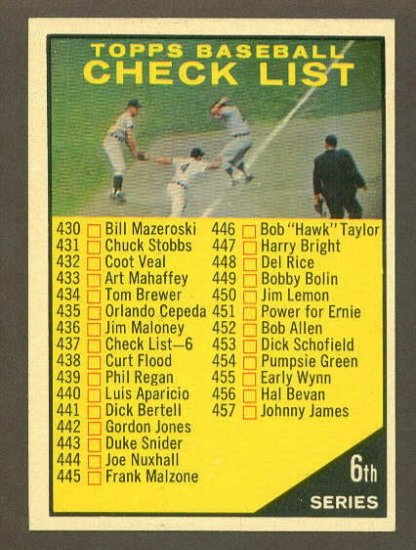 TOPPS BASEBALL
CHECK LIST
4
430 Bill Mazeroski
431 Chuck Stobbs
432 Coot Veal
433 Art Mahaffey
434 Tom Brewer
435 Orlando Cepeda
436 Jim Maloney
437 Check List—6
438 Curt Flood
439 Phil Regan
440 Luis Aparicio
441 Dick Bertell
442 Gordon Jones
443 Duke Snider
444 Joe Nuxhall
445 Frank Malzone
446 Bob "Hawk" Taylor
447 Harry Bright
448 Del Rice
449 Bobby Bolin
450 Jim Lemon
451 Power for Ernie
452 Bob Allen
453 Dick Schofield
454 Pumpsie Green
455 Early Wynn
456 Hal Bevan
457 Johnny James
6th
SERIES